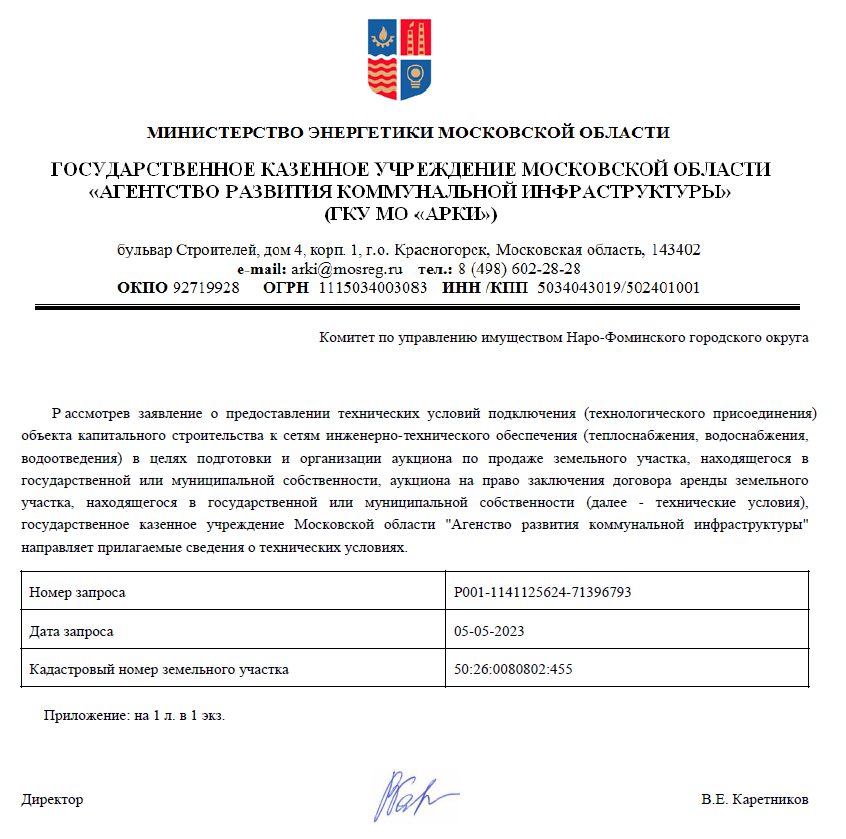 МИНИСТЕРСТВО ЭНЕРГЕТИКИ МОСКОВСКОЙ ОБЛАСТИ
ГОСУДАРСТВЕННОЕ КАЗЕННОЕ УЧРЕЖДЕНИЕ МОСКОВСКОЙ ОБЛАСТИ
«АГЕНТСТВО РАЗВИТИЯ КОММУНАЛЬНОЙ ИНФРАСТРУКТУРЫ»
(ГКУ МО «АРКИ»)
бульвар Строителей, дом 4, корп. 1, г.о. Красногорск, Московская область, 143402
e-mail: arki@mosreg.ru тел.: 8 (498) 602-28-28
ОКПО 92719928 ОГРН 1115034003083 ИНН /КПП 5034043019/502401001
Комитет по управлению имуществом Наро-Фоминского городского округа
Р ассмотрев заявление о предоставлении технических условий подключения (технологического присоединения)
объекта капитального строительства к сетям инженерно-технического обеспечения (теплоснабжения, водоснабжения,
водоотведения) в целях подготовки и организации аукциона по продаже земельного участка, находящегося в
государственной или муниципальной собственности, аукциона на право заключения договора аренды земельного
участка, находящегося в государственной или муниципальной собственности (далее - технические условия),
государственное казенное учреждение Московской области "Агенство развития коммунальной инфраструктуры"
направляет прилагаемые сведения о технических условиях.
Номер запроса P001-1141125624-71396793
Дата запроса 05-05-2023
Кадастровый номер земельного участка 50:26:0080802:455
Приложение: на 1 л. в 1 экз.
Директор В.Е. Каретников